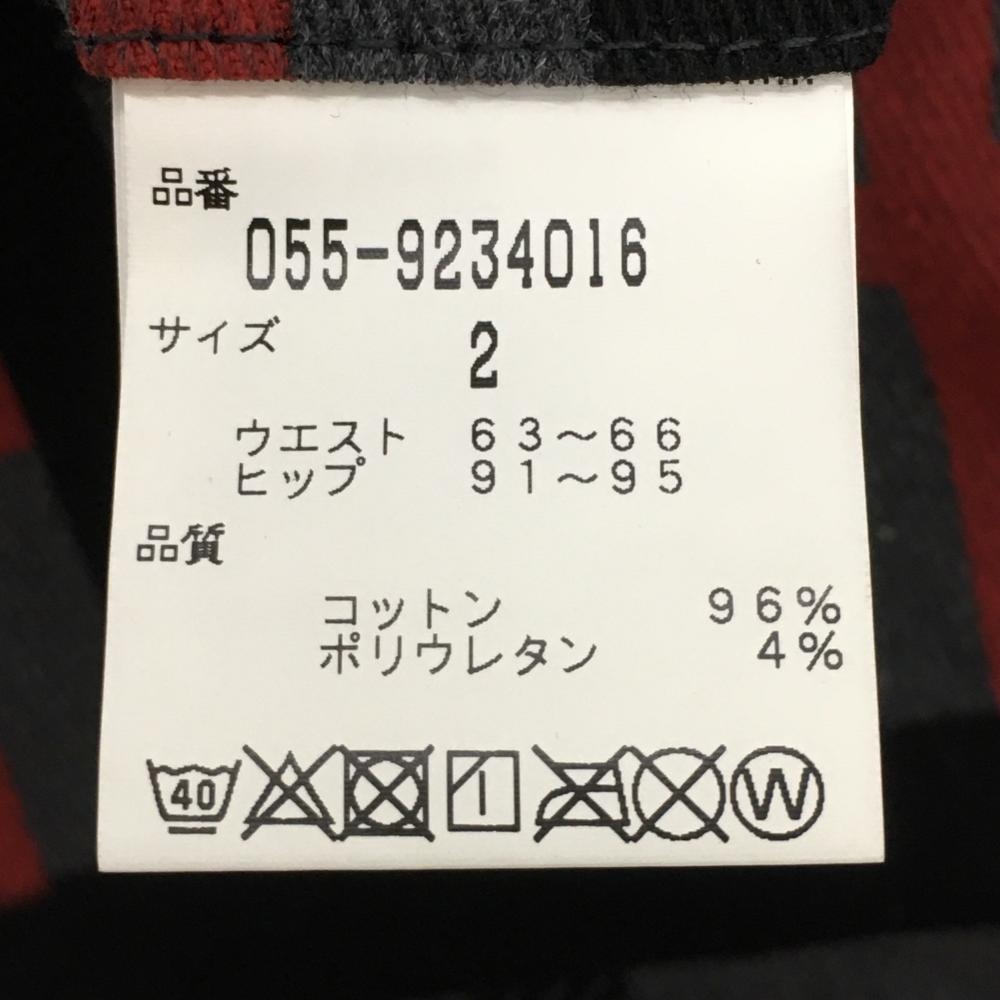 品番
055-9234016
サイズ 2
ウエスト 63～66
ヒップ 91～95
品質
コットン 96%
ポリウレタン 4%
40 W